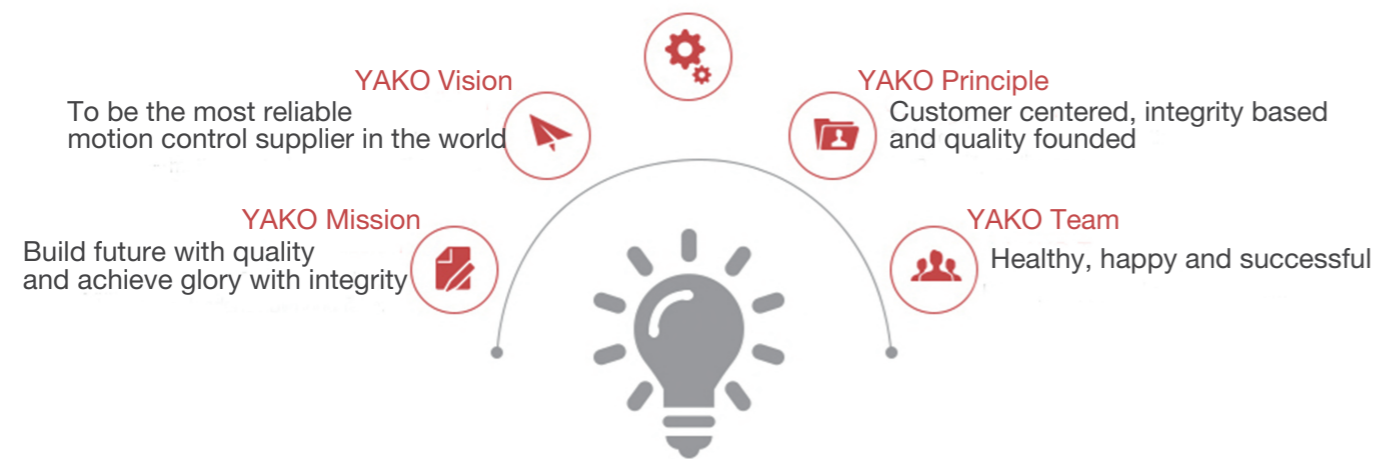 YAKO Vision
To be the most reliable
motion control supplier in the world
YAKO Principle
Customer centered, integrity based
and quality founded
YAKO Mission
Build future with quality
and achieve glory with integrity
YAKO Team
Healthy, happy and successful